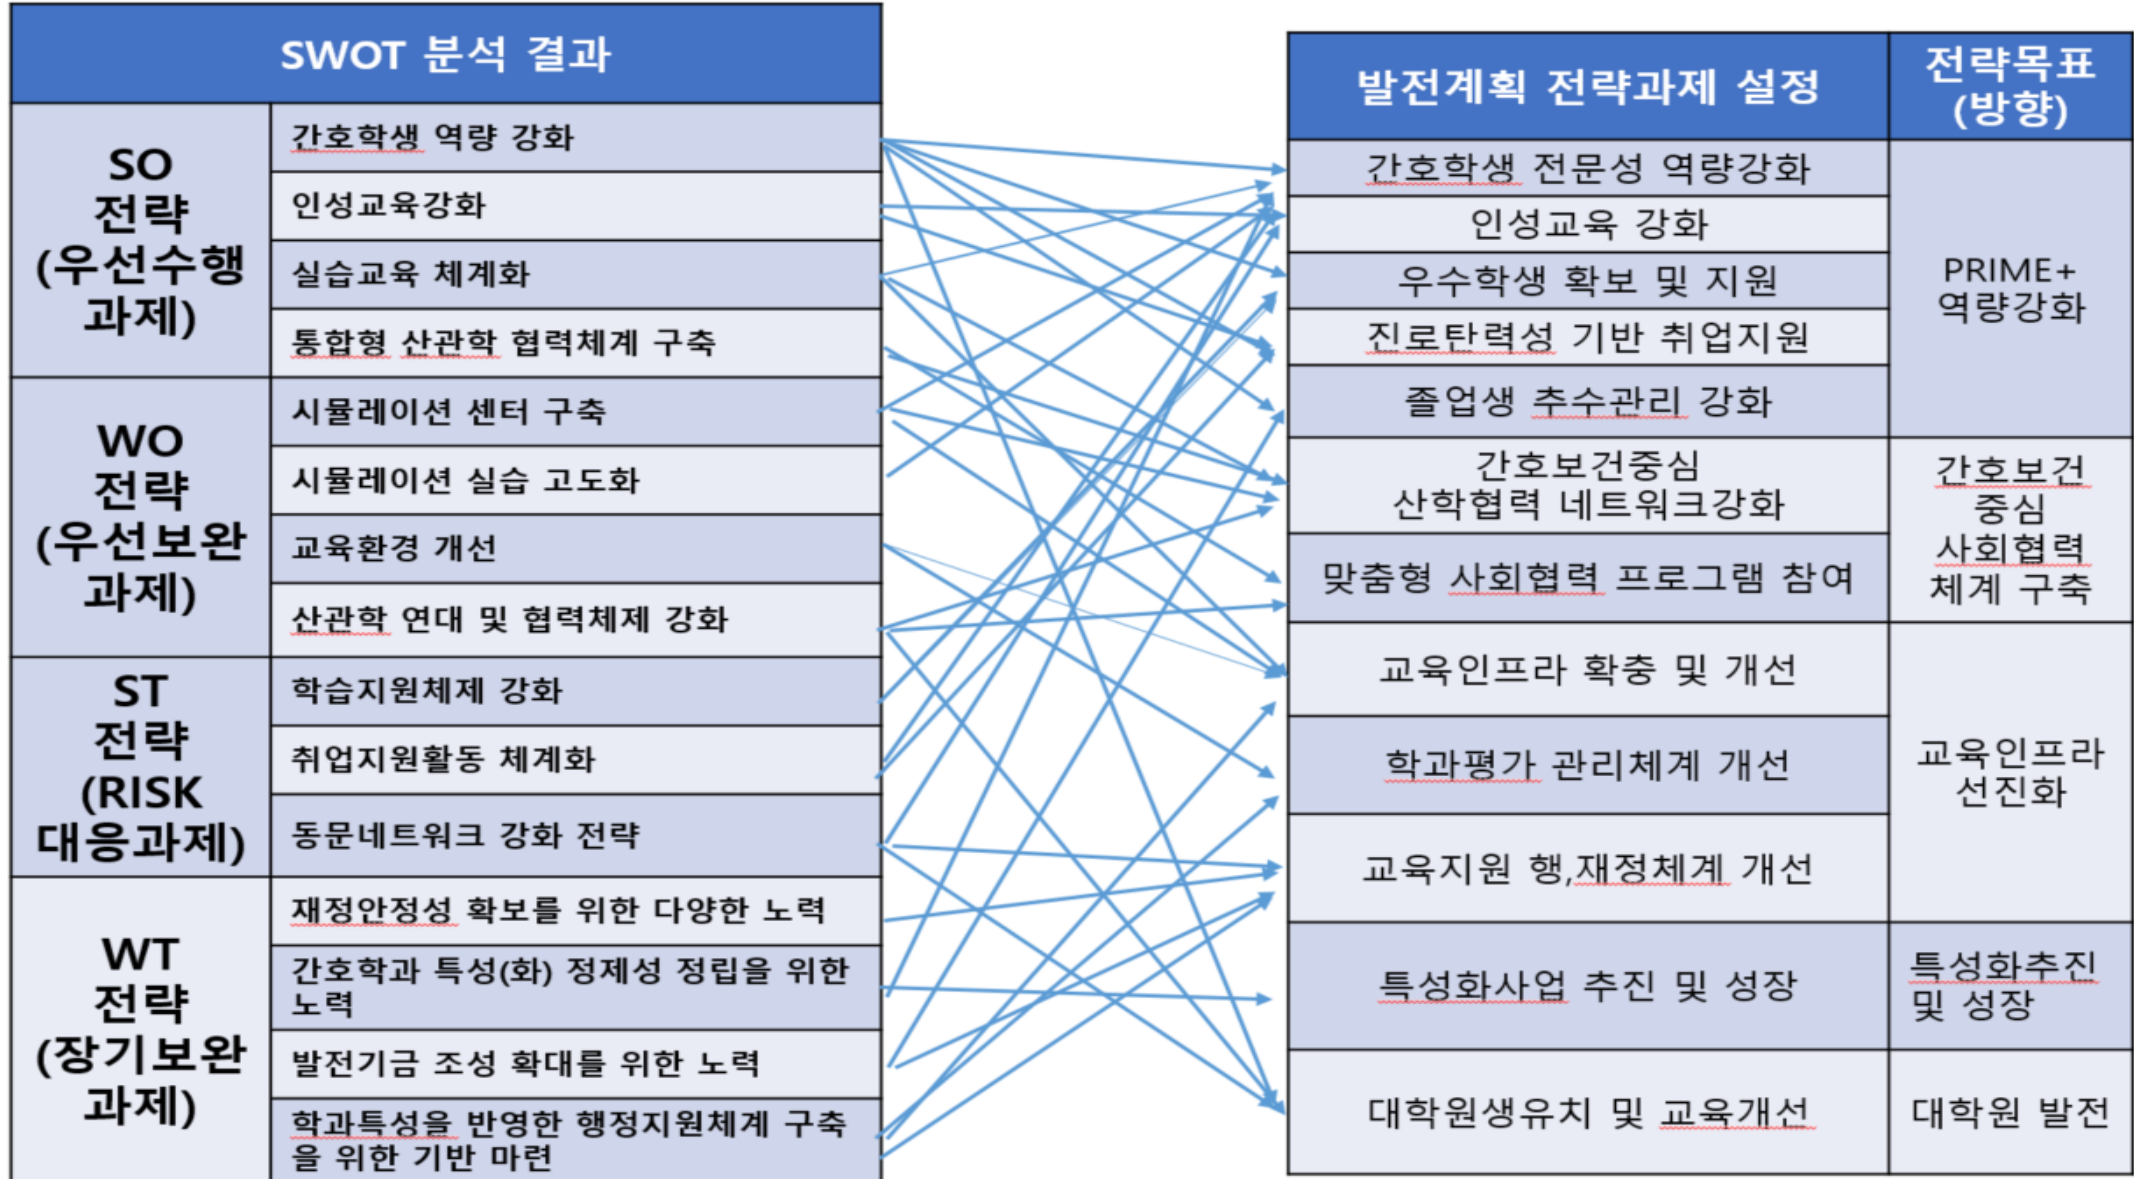 SWOT 분석 결과
SO
전략
(우선수행
과제)
간호학생 역량 강화
인성교육강화
실습교육 체계화
통합형 산관학 협력체계 구축
WO
전략
(우선보완
과제)
시뮬레이션 센터 구축
시뮬레이션 실습 고도화
교육환경 개선
산관학 연대 및 협력체제 강화
ST
전략
(RISK
대응과제)
학습지원체제 강화
취업지원활동 체계화
동문네트워크 강화 전략
WT
전략
(장기보완
과제)
재정안정성 확보를 위한 다양한 노력
간호학과 특성(화) 정제성 정립을 위한
노력
발전기금 조성 확대를 위한 노력
학과특성을 반영한 행정지원체계 구축
을 위한 기반 마련
발전계획 전략과제 설정
전략목표
(방향)
간호학생 전문성 역량강화
인성교육 강화
우수학생 확보 및 지원
진로탄력성 기반 취업지원
졸업생 추수관리 강화
PRIME+
역량강화
간호보건중심
산학협력 네트워크강화
맞춤형 사회협력 프로그램 참여
간호보건
중심
사회협력
체계 구축
교육인프라 확충 및 개선
학과평가 관리체계 개선
교육지원 행,재정체계 개선
교육인프라
선진화
특성화사업 추진 및 성장
특성화추진
및 성장
대학원생유치 및 교육개선
대학원 발전